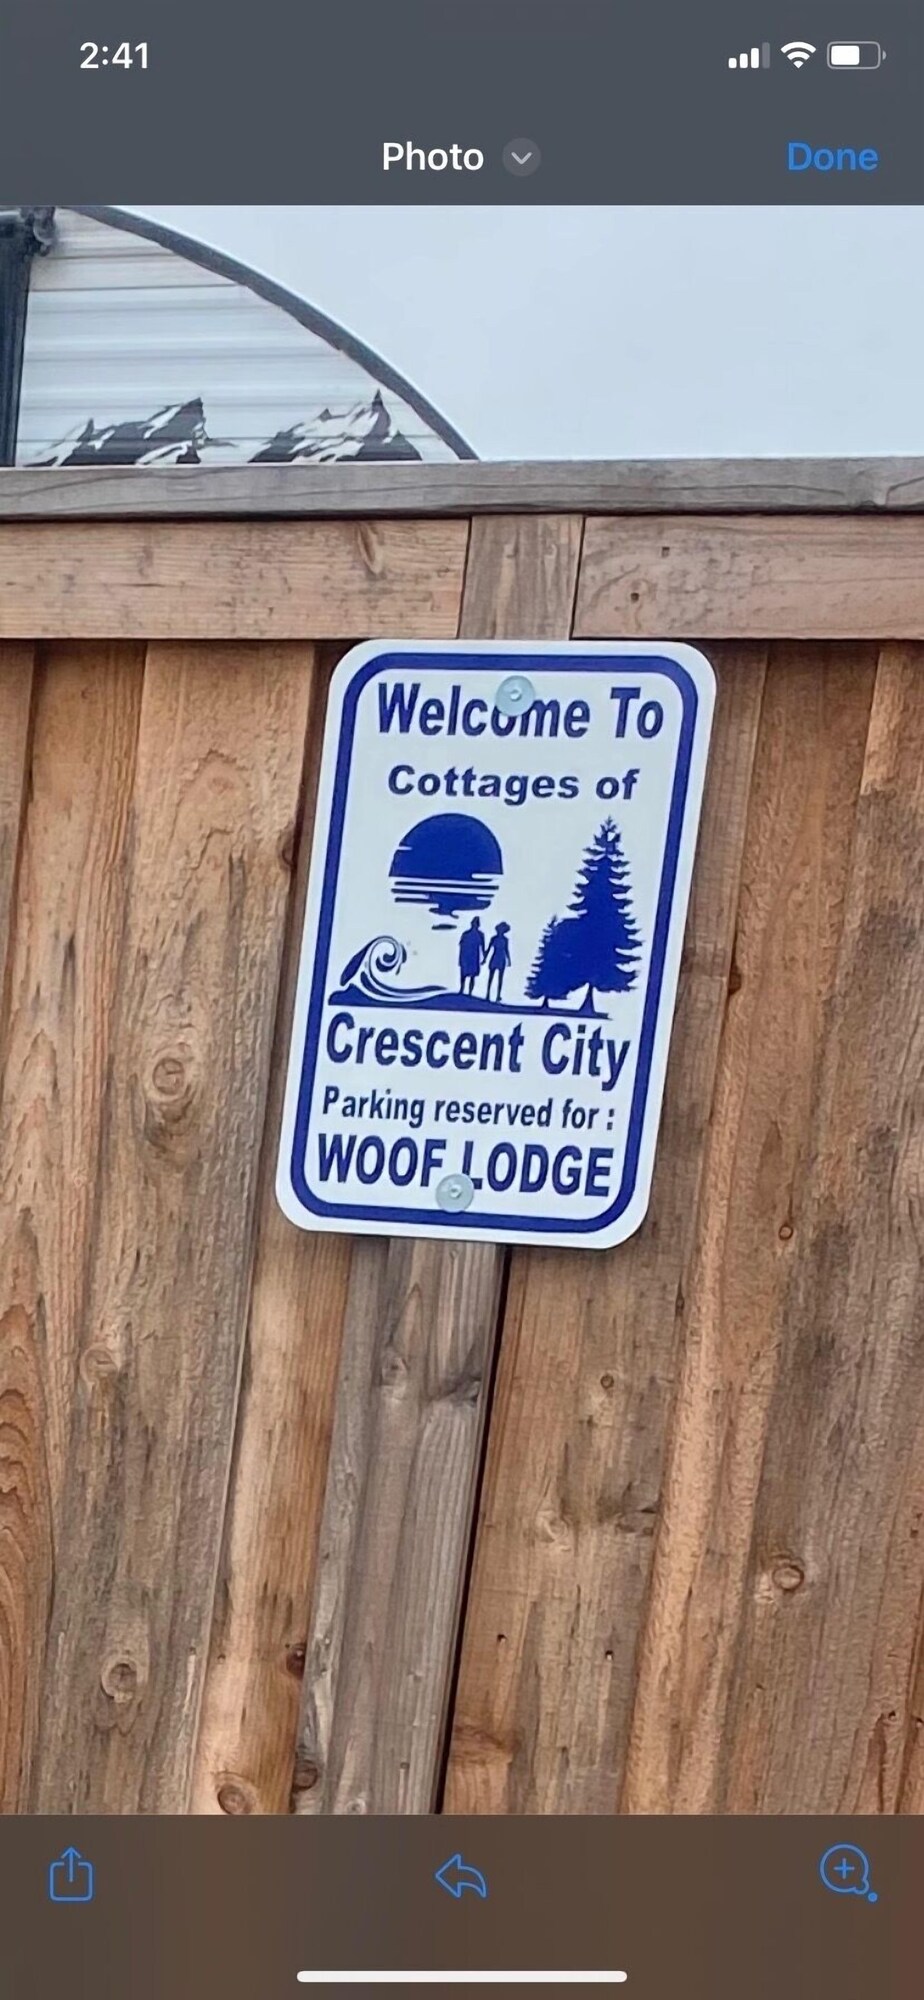 2:41
Photo
Done
Welcome To
Cottages of
Crescent City
Parking reserved for :
WOOF LODGE